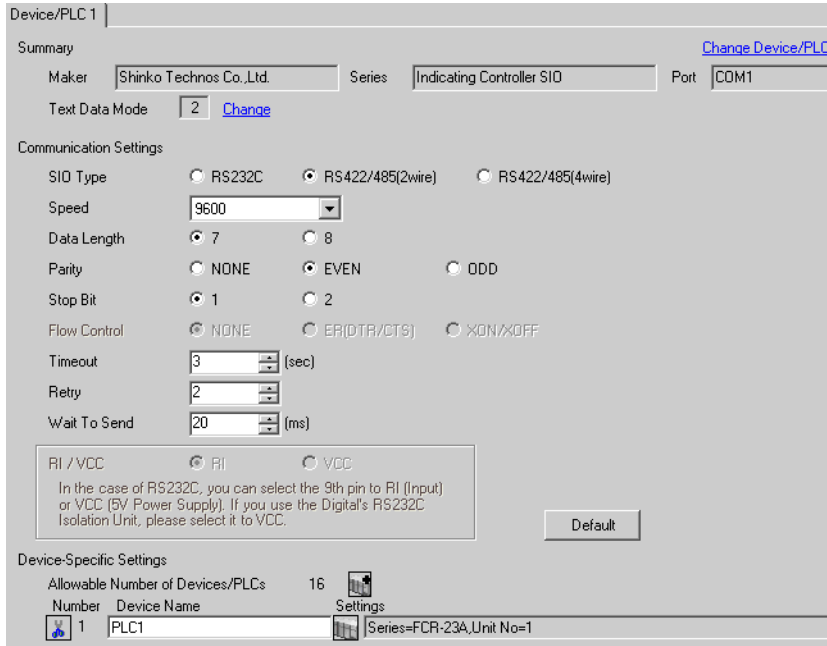 Device/PLC 1
Summary Change Device/PLC
Maker Shinko Technos Co.,Ltd. Series Indicating Controller SIO Port COM1
Text Data Mode 2 Change
Communication Settings
SIO Type RS232C RS422/485(2wire) RS422/485(4wire)
Speed 9600
Data Length 7 8
Parity NONE EVEN ODD
Stop Bit 1 2
Flow Control NONE ER(DTR/CTS) XON/XOFF
Timeout 3 (sec)
Retry 2
Wait To Send 20 (ms)
RI / VCC RI VCC
In the case of RS232C, you can select the 9th pin to RI (Input)
or VCC (5V Power Supply). If you use the Digital's RS232C
Isolation Unit, please select it to VCC.
Default
Device-Specific Settings
Allowable Number of Devices/PLCs 16
Number Device Name Settings
1 PLC1 Series=FCR-23A,Unit No=1